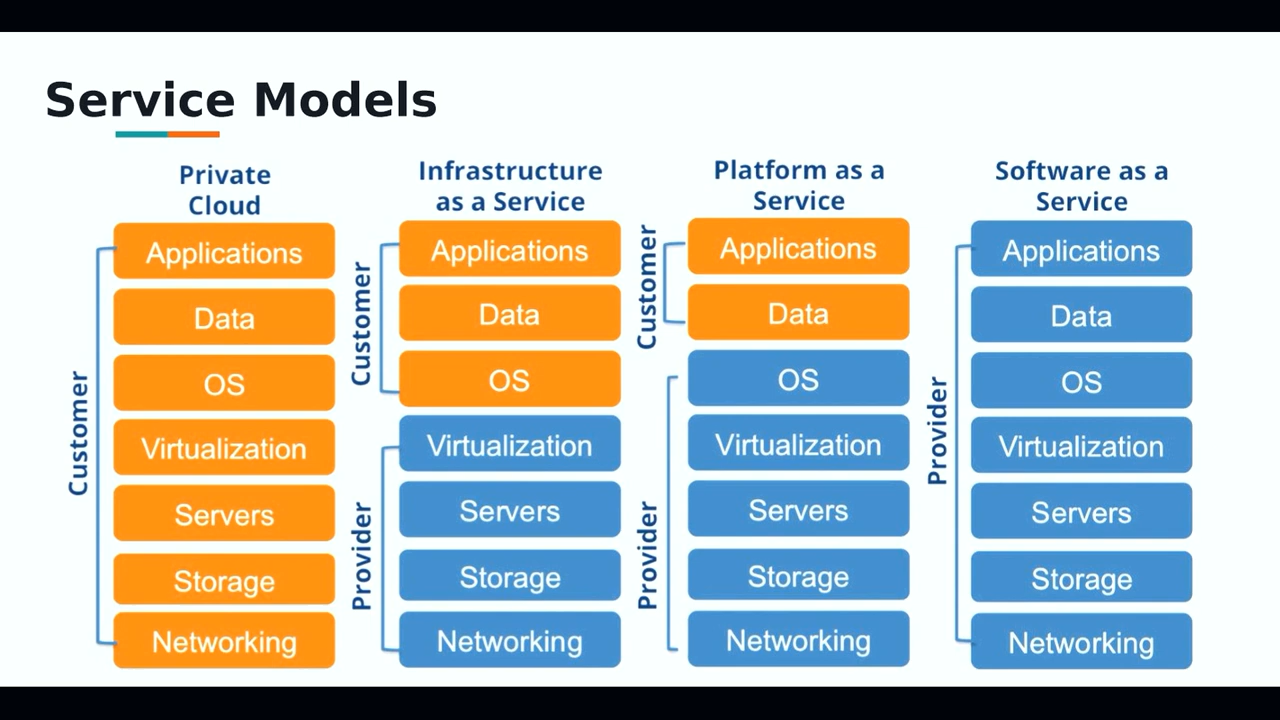 Service Models
Private
Cloud
Customer
Applications
Data
OS
Virtualization
Servers
Storage
Networking
Infrastructure
as a Service
Customer
Provider
Applications
Data
OS
Virtualization
Servers
Storage
Networking
Platform as a
Service
Customer
Provider
Applications
Data
OS
Virtualization
Servers
Storage
Networking
Software as a
Service
Provider
Applications
Data
OS
Virtualization
Servers
Storage
Networking